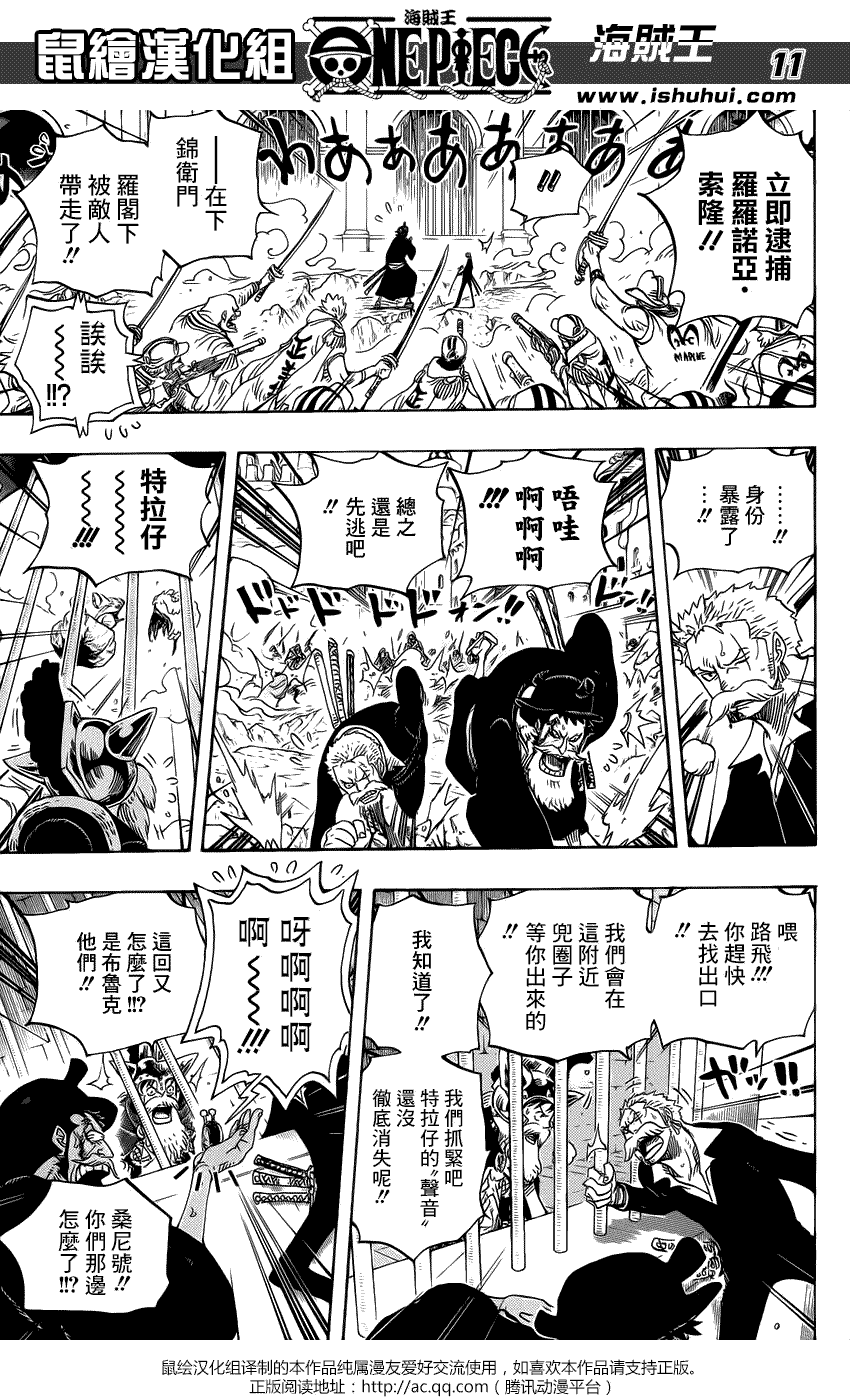 鼠繪漢化組
海賊王
ONE PIECE
海賊王
11
www.ishuhui.com
立即逮捕
羅羅諾亞·
索隆!!
!!
わあぁぁあぁあぁ
——在下
錦衛門
羅閣下
被敵人
帶走了!!
誒誒
~~~!!?
MARINE
……!!
身份
暴露了
……!!
唔哇
啊啊啊
!!!
總之
還是
先逃吧
!!
ドドドドドォン!!
ドォン!!
特拉仔
~~~~
~~~!!!
喂
路飛!!!
你趕快
去找出口
!!
我們會在
這附近
兜圈子
等你出來的
!!
我知道
了!!
我們抓緊吧
特拉仔的“聲音”
還沒
徹底消失呢!!
ガッ!!
呀啊啊啊
啊~~~!!!
這回又
怎麼了!!?
是布魯克
他們!!
桑尼號!!
你們那邊
怎麼了!!?
鼠绘汉化组译制的本作品纯属漫友爱好交流使用，如喜欢本作品请支持正版。
正版阅读地址：http://ac.qq.com（腾讯动漫平台）